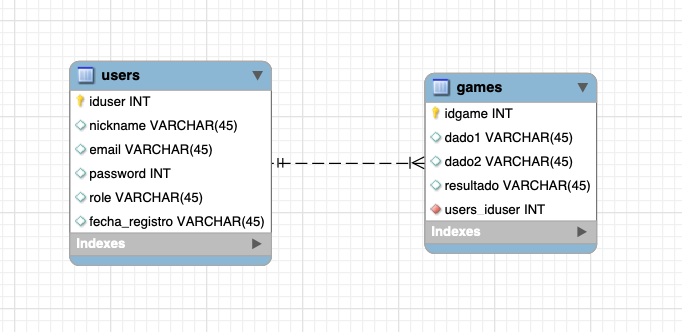 users
iduser INT
nickname VARCHAR(45)
email VARCHAR(45)
password INT
role VARCHAR(45)
fecha_registro VARCHAR(45)
Indexes
games
idgame INT
dado1 VARCHAR(45)
dado2 VARCHAR(45)
resultado VARCHAR(45)
users_iduser INT
Indexes